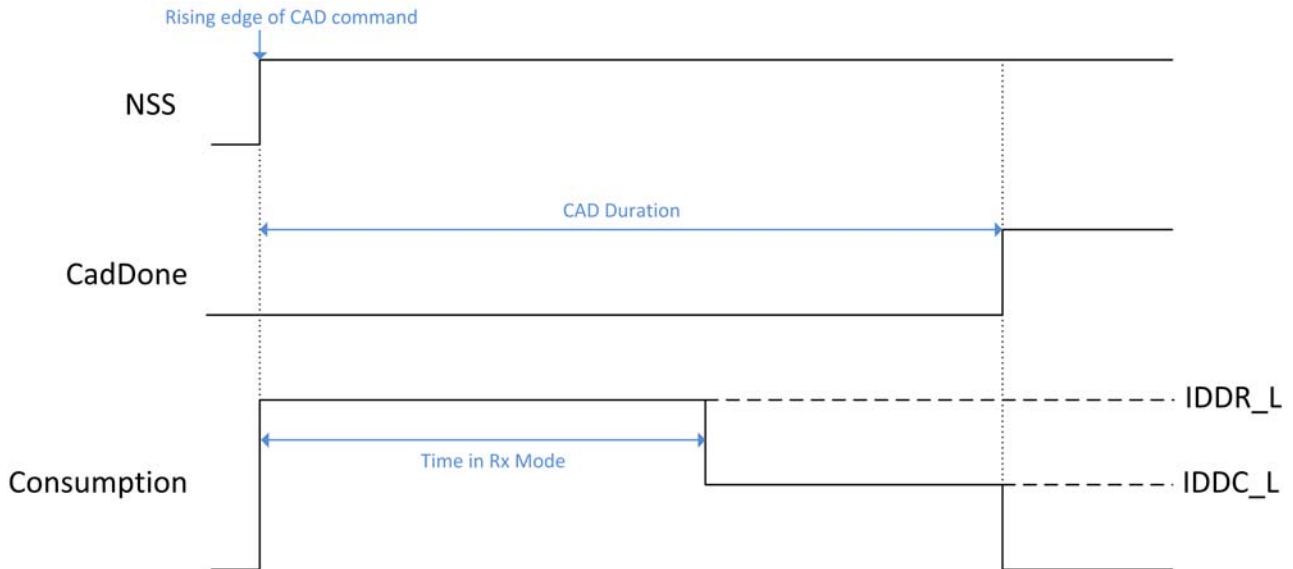 Rising edge of CAD command
NSS
CAD Duration
CadDone
IDDR_L
Time in Rx Mode
Consumption
IDDC_L